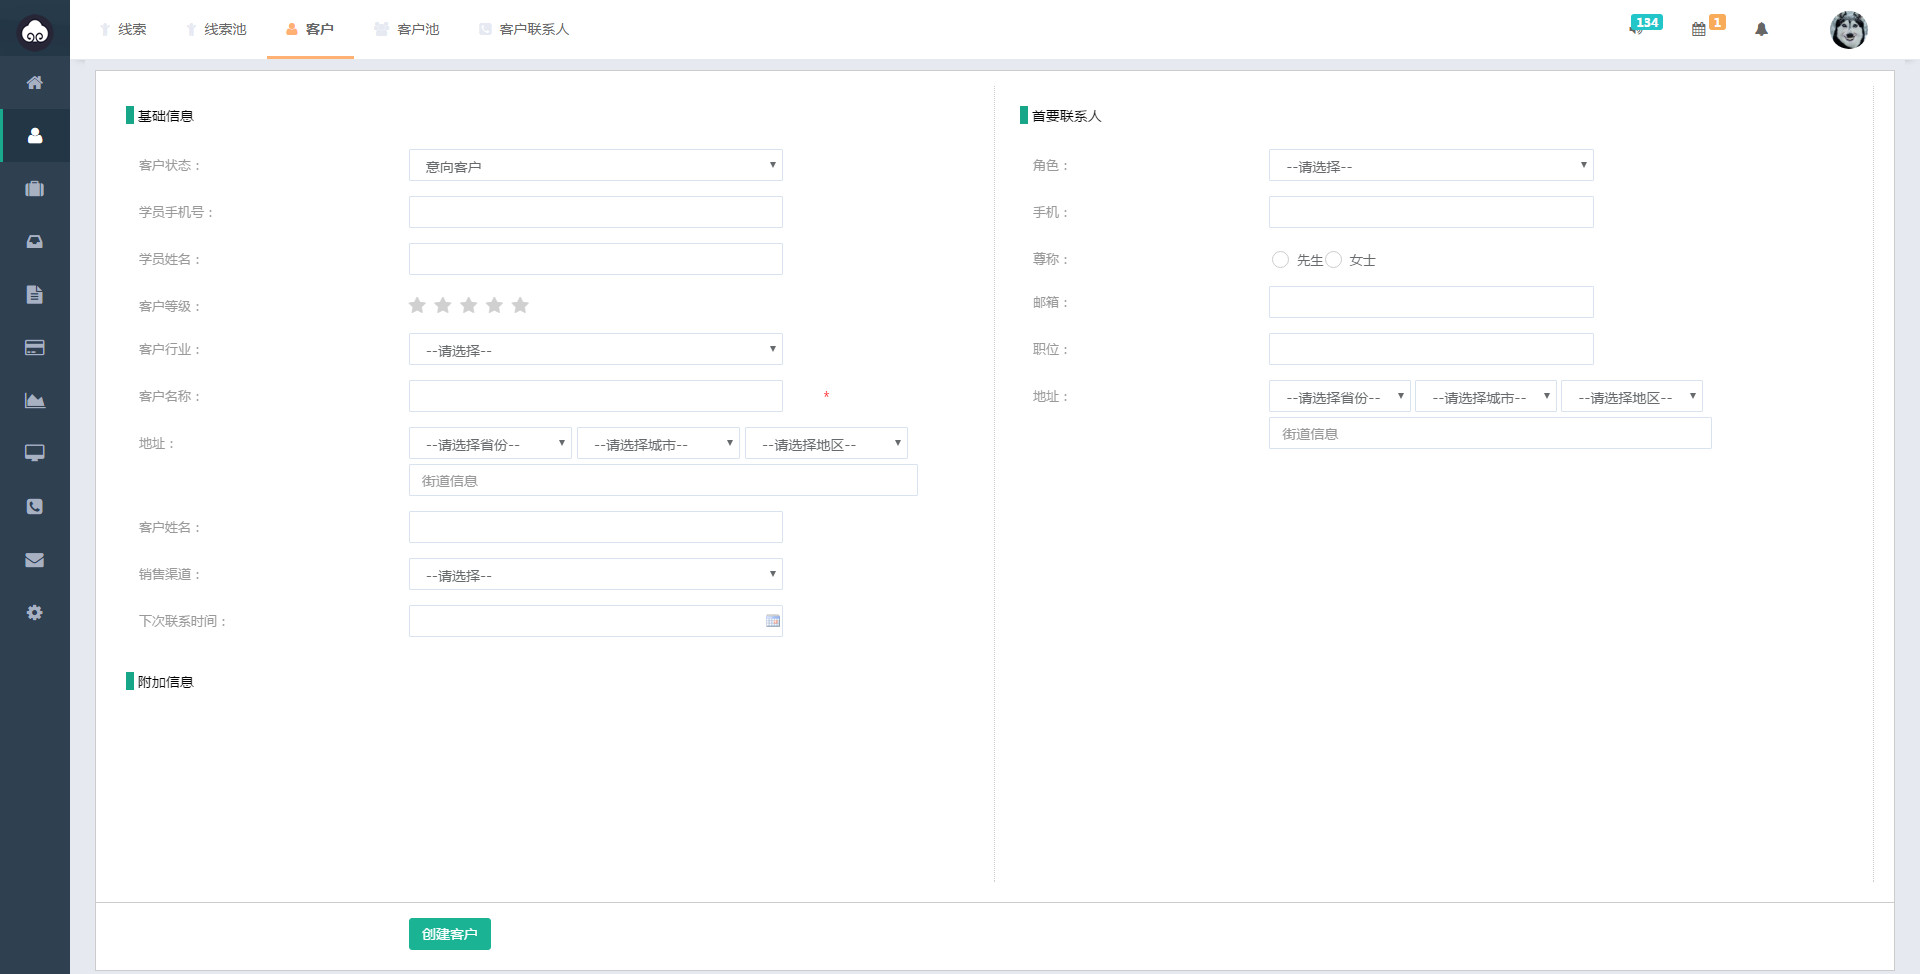 线索 线索池 客户 客户池 客户联系人 134 1
基础信息
客户状态： 意向客户
学员手机号：
学员姓名：
客户等级：
客户行业： --请选择--
客户名称： *
地址： --请选择省份-- --请选择城市-- --请选择地区--
街道信息
客户姓名：
销售渠道： --请选择--
下次联系时间：
附加信息
首要联系人
角色： --请选择--
手机：
尊称： 先生 女士
邮箱：
职位：
地址： --请选择省份-- --请选择城市-- --请选择地区--
街道信息
创建客户